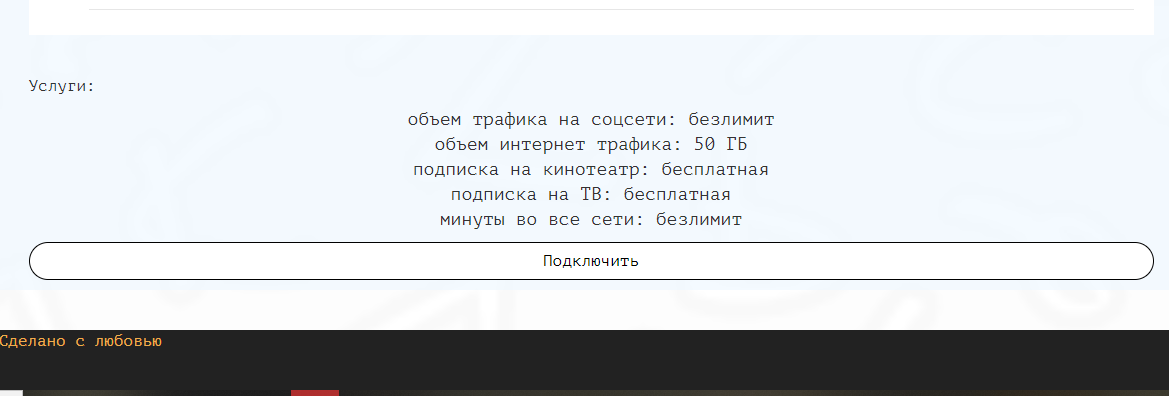 Услуги:
объем трафика на соцсети: безлимит
объем интернет трафика: 50 ГБ
подписка на кинотеатр: бесплатная
подписка на ТВ: бесплатная
минуты во все сети: безлимит
Подключить
Сделано с любовью